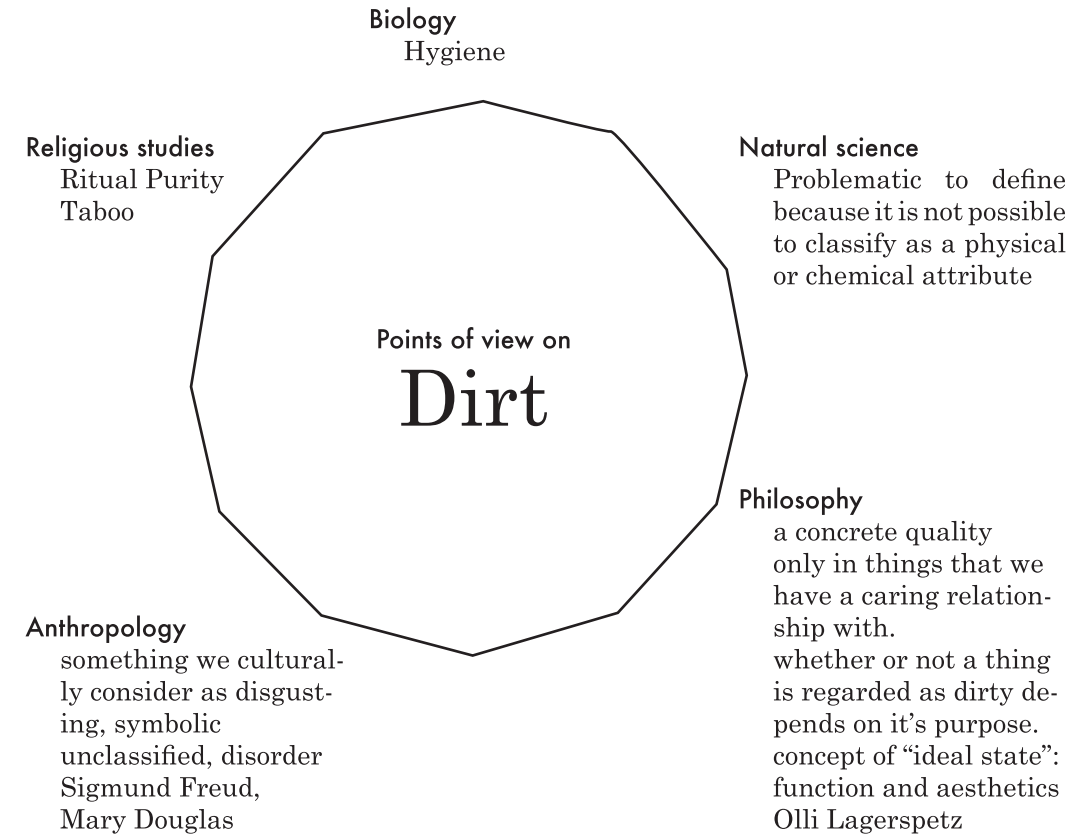 Biology
Hygiene
Religious studies
Ritual Purity
Taboo
Natural science
Problematic to define
because it is not possible
to classify as a physical
or chemical attribute
Points of view on
Dirt
Philosophy
a concrete quality
only in things that we
have a caring relation-
ship with.
whether or not a thing
is regarded as dirty de-
pends on it's purpose.
concept of “ideal state”:
function and aesthetics
Olli Lagerspetz
Anthropology
something we cultural-
ly consider as disgust-
ing, symbolic
unclassified, disorder
Sigmund Freud,
Mary Douglas